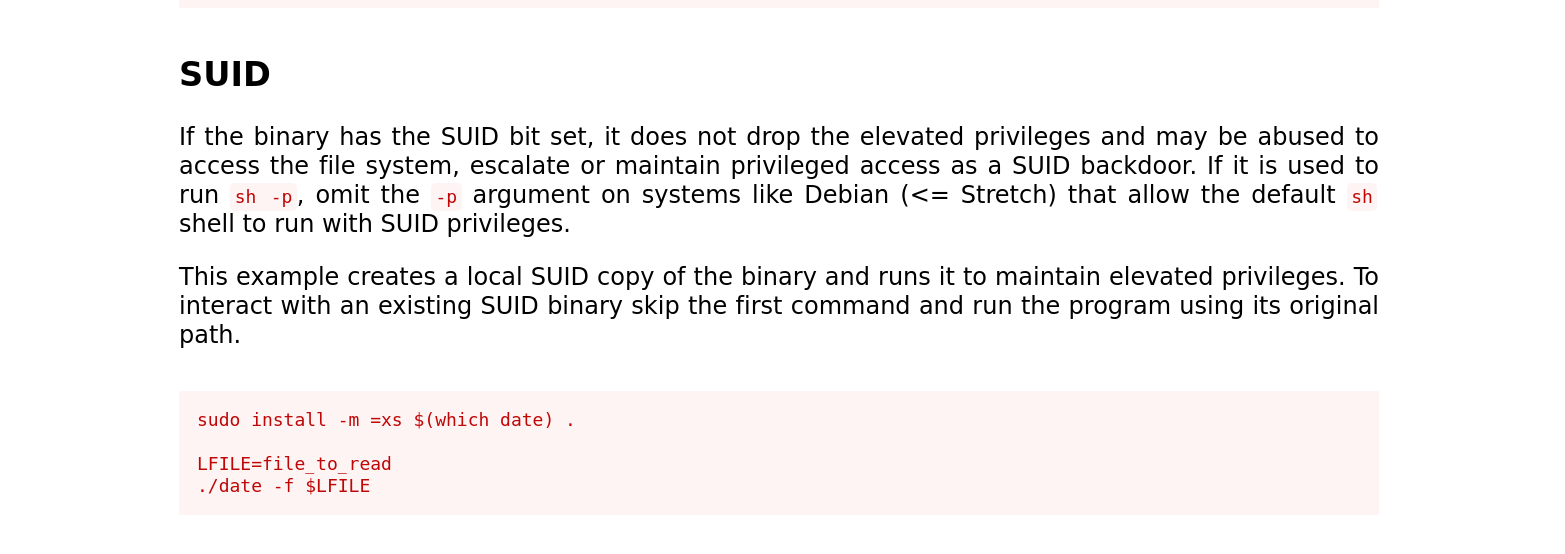 SUID
If the binary has the SUID bit set, it does not drop the elevated privileges and may be abused to
access the file system, escalate or maintain privileged access as a SUID backdoor. If it is used to
run sh -p, omit the -p argument on systems like Debian (<= Stretch) that allow the default sh
shell to run with SUID privileges.
This example creates a local SUID copy of the binary and runs it to maintain elevated privileges. To
interact with an existing SUID binary skip the first command and run the program using its original
path.
sudo install -m =xs $(which date) .
LFILE=file_to_read
./date -f $LFILE